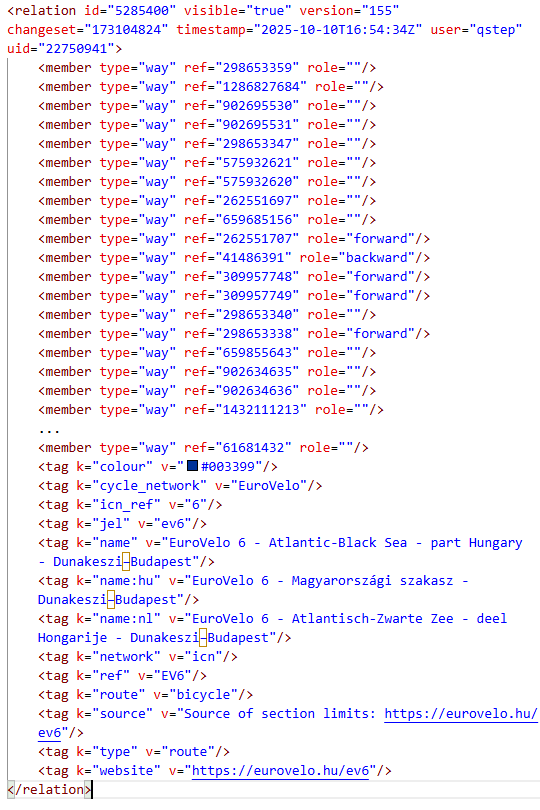 <relation id="5285400" visible="true" version="155"
changeset="173104824" timestamp="2025-10-10T16:54:34Z" user="qstep"
uid="22750941">
<member type="way" ref="298653359" role=""/>
<member type="way" ref="1286827684" role=""/>
<member type="way" ref="902695530" role=""/>
<member type="way" ref="902695531" role=""/>
<member type="way" ref="298653347" role=""/>
<member type="way" ref="575932621" role=""/>
<member type="way" ref="575932620" role=""/>
<member type="way" ref="262551697" role=""/>
<member type="way" ref="659685156" role=""/>
<member type="way" ref="262551707" role="forward"/>
<member type="way" ref="41486391" role="backward"/>
<member type="way" ref="309957748" role="forward"/>
<member type="way" ref="309957749" role="forward"/>
<member type="way" ref="298653340" role=""/>
<member type="way" ref="298653338" role="forward"/>
<member type="way" ref="659855643" role=""/>
<member type="way" ref="902634635" role=""/>
<member type="way" ref="902634636" role=""/>
<member type="way" ref="1432111213" role=""/>
...
<member type="way" ref="61681432" role=""/>
<tag k="colour" v="#003399"/>
<tag k="cycle_network" v="EuroVelo"/>
<tag k="icn_ref" v="6"/>
<tag k="jel" v="ev6"/>
<tag k="name" v="EuroVelo 6 - Atlantic-Black Sea - part Hungary
- Dunakeszi–Budapest"/>
<tag k="name:hu" v="EuroVelo 6 - Magyarországi szakasz -
Dunakeszi–Budapest"/>
<tag k="name:nl" v="EuroVelo 6 - Atlantisch-Zwarte Zee - deel
Hongarije - Dunakeszi–Budapest"/>
<tag k="network" v="icn"/>
<tag k="ref" v="EV6"/>
<tag k="route" v="bicycle"/>
<tag k="source" v="Source of section limits: https://eurovelo.hu/
ev6"/>
<tag k="type" v="route"/>
<tag k="website" v="https://eurovelo.hu/ev6"/>
</relation>